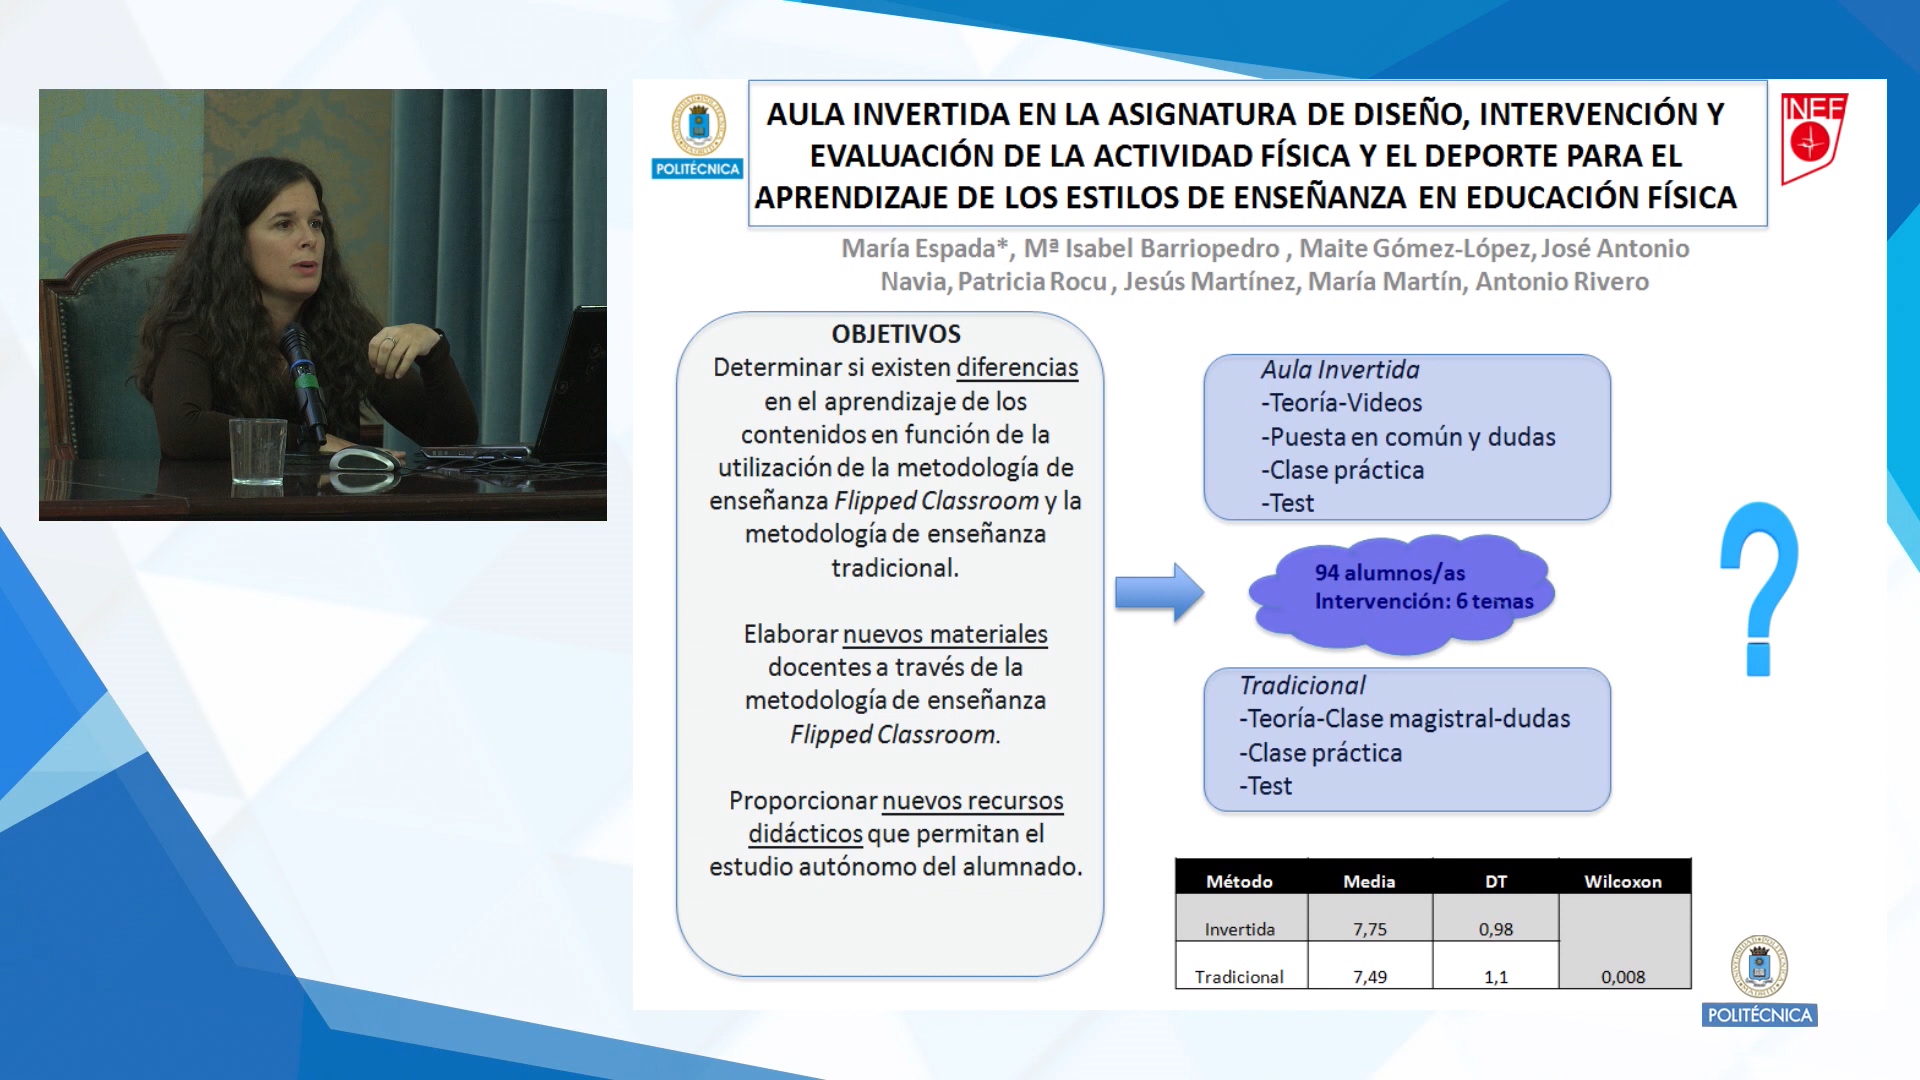 POLITÉCNICA
AULA INVERTIDA EN LA ASIGNATURA DE DISEÑO, INTERVENCIÓN Y
EVALUACIÓN DE LA ACTIVIDAD FÍSICA Y EL DEPORTE PARA EL
APRENDIZAJE DE LOS ESTILOS DE ENSEÑANZA EN EDUCACIÓN FÍSICA
INEF
María Espada*, Mª Isabel Barriopedro , Maite Gómez-López, José Antonio
Navia, Patricia Rocu , Jesús Martínez, María Martín, Antonio Rivero
OBJETIVOS
Determinar si existen diferencias
en el aprendizaje de los
contenidos en función de la
utilización de la metodología de
enseñanza Flipped Classroom y la
metodología de enseñanza
tradicional.
Elaborar nuevos materiales
docentes a través de la
metodología de enseñanza
Flipped Classroom.
Proporcionar nuevos recursos
didácticos que permitan el
estudio autónomo del alumnado.
Aula Invertida
-Teoría-Videos
-Puesta en común y dudas
-Clase práctica
-Test
94 alumnos/as
Intervención: 6 temas
?
Tradicional
-Teoría-Clase magistral-dudas
-Clase práctica
-Test
Método Media DT Wilcoxon
Invertida 7,75 0,98
Tradicional 7,49 1,1 0,008
POLITÉCNICA